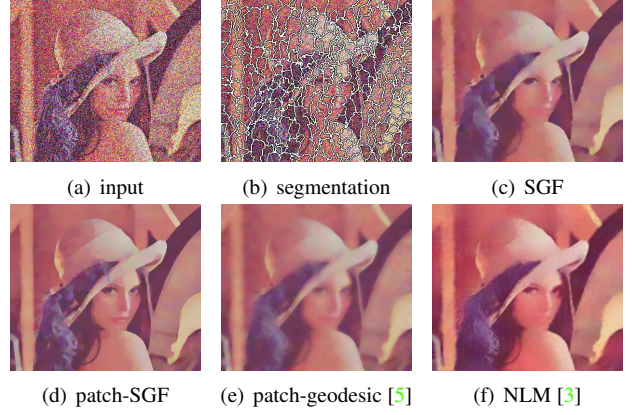 (a) input
(b) segmentation
(c) SGF
(d) patch-SGF
(e) patch-geodesic [5]
(f) NLM [3]